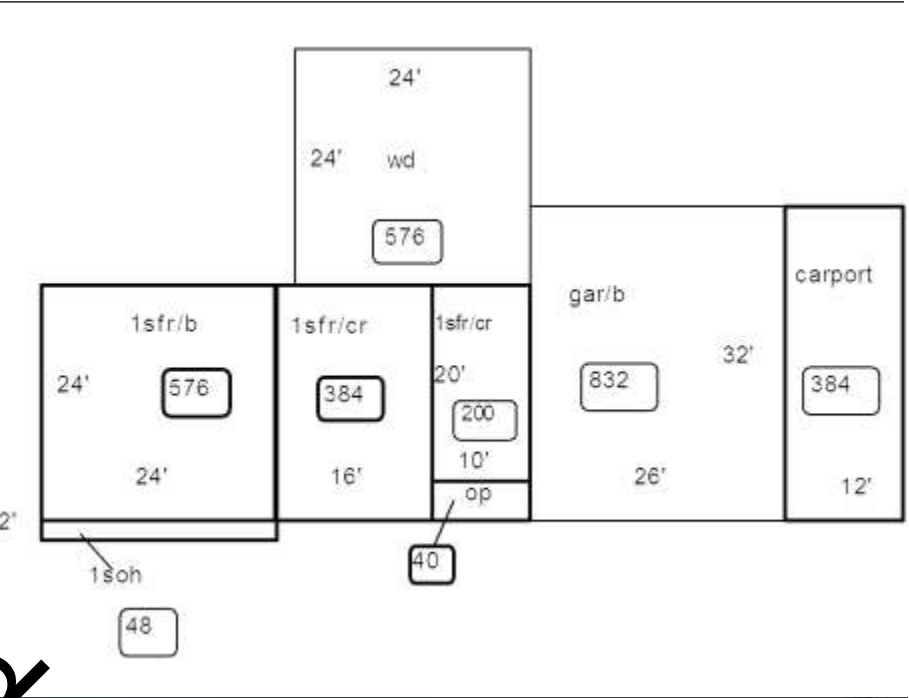 24'
24' wd
576
carport
gar/b
1sfr/b
1sfr/cr
1sfr/cr
32'
24'
576
384
20'
832
384
200
24'
16'
10'
26'
12'
op
2'
40
1soh
48